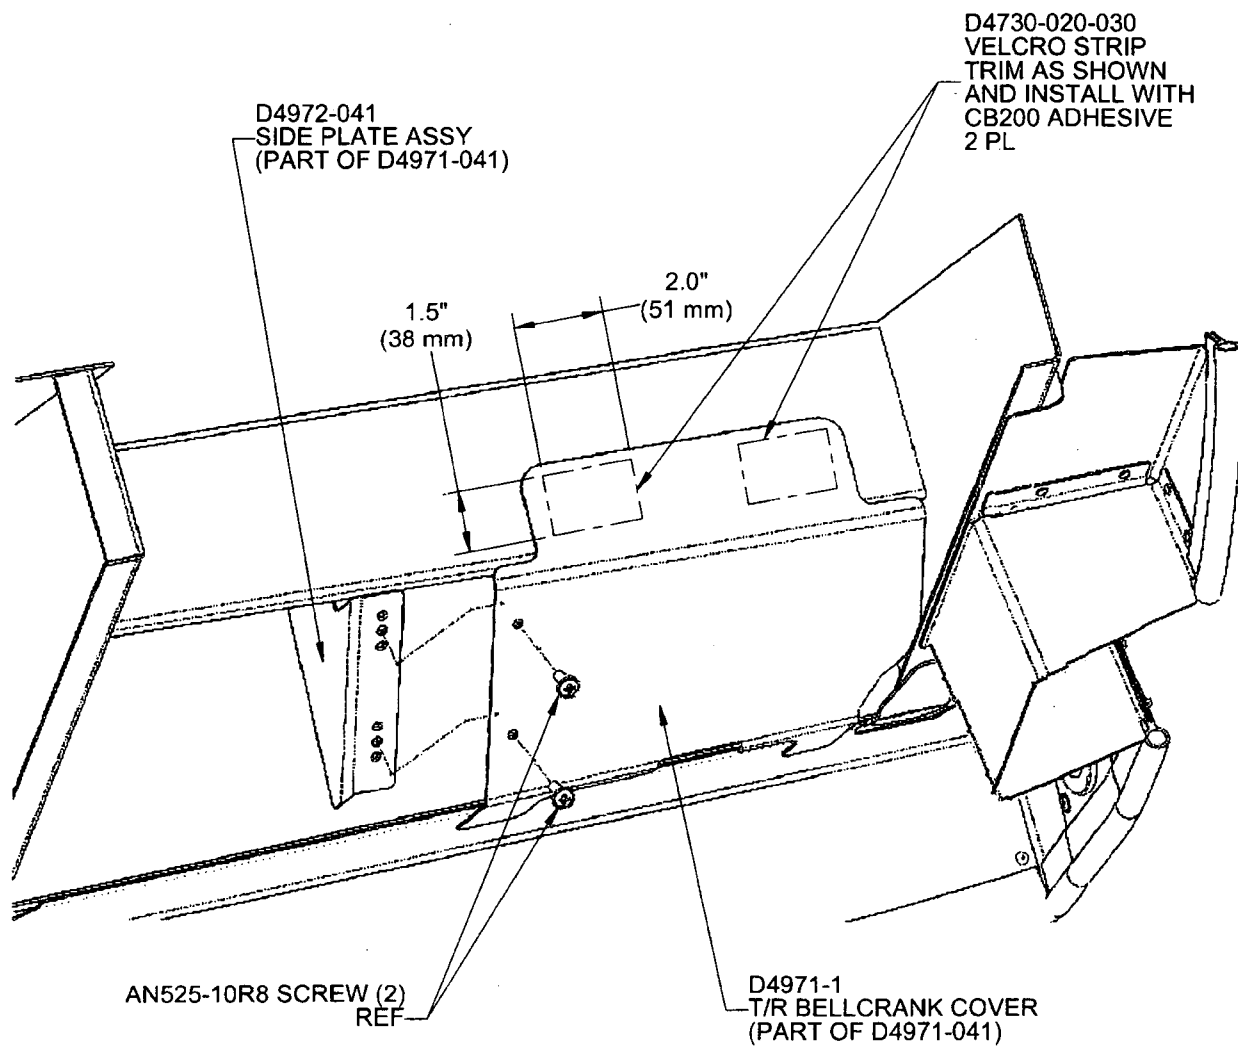 D4730-020-030
VELCRO STRIP
TRIM AS SHOWN
AND INSTALL WITH
CB200 ADHESIVE
2 PL
D4972-041
SIDE PLATE ASSY
(PART OF D4971-041)
2.0"
(51 mm)
1.5"
(38 mm)
AN525-10R8 SCREW (2)
REF
D4971-1
T/R BELLCRANK COVER
(PART OF D4971-041)